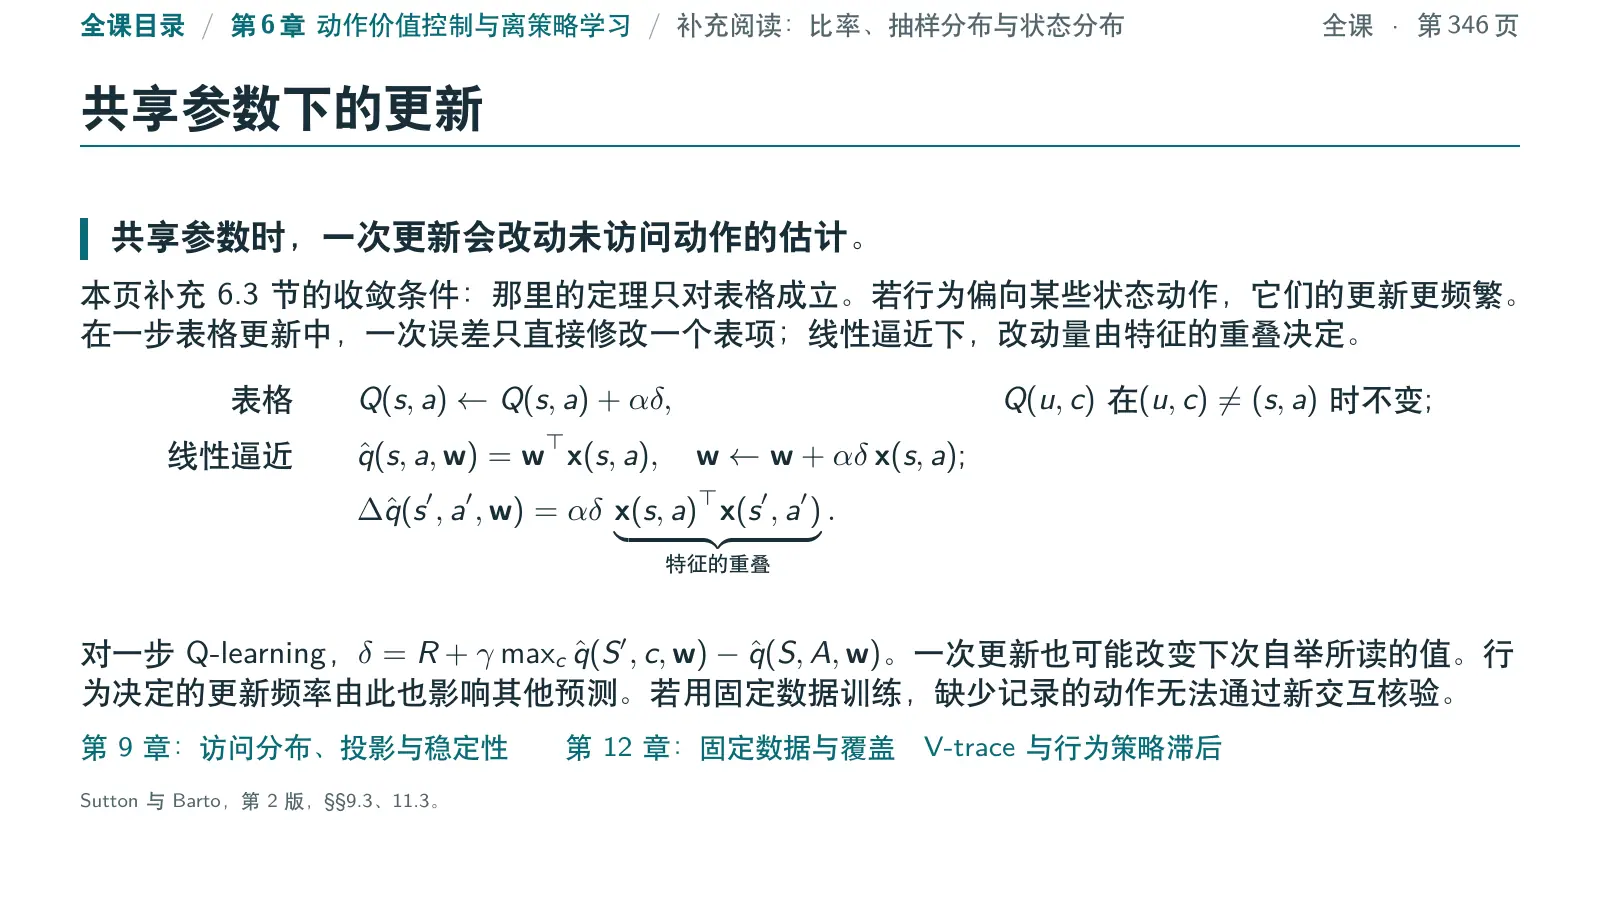 全课目录 / 第 6 章 动作价值控制与离策略学习 / 补充阅读：比率、抽样分布与状态分布 全课 · 第 346 页
共享参数下的更新
共享参数时，一次更新会改动未访问动作的估计。
本页补充 6.3 节的收敛条件：那里的定理只对表格成立。若行为偏向某些状态动作，它们的更新更频繁。
在一步表格更新中，一次误差只直接修改一个表项；线性逼近下，改动量由特征的重叠决定。
表格 Q(s, a) ← Q(s, a) + αδ, Q(u, c) 在(u, c) ≠ (s, a) 时不变;
线性逼近 q̂(s, a, w) = w⊤x(s, a), w ← w + αδ x(s, a);
Δq̂(s′, a′, w) = αδ x(s, a)⊤x(s′, a′) .
特征的重叠
对一步 Q-learning，δ = R + γ max_c q̂(S′, c, w) − q̂(S, A, w)。一次更新也可能改变下次自举所读的值。行
为决定的更新频率由此也影响其他预测。若用固定数据训练，缺少记录的动作无法通过新交互核验。
第 9 章：访问分布、投影与稳定性 第 12 章：固定数据与覆盖 V-trace 与行为策略滞后
Sutton 与 Barto，第 2 版，§§9.3、11.3。